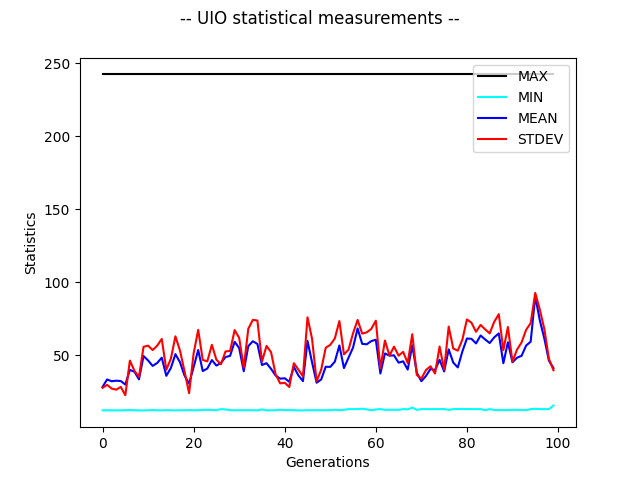 -- UIO statistical measurements --
250
200
150
100
50
0
20
40
60
80
100
Statistics
Generations
MAX
MIN
MEAN
STDEV